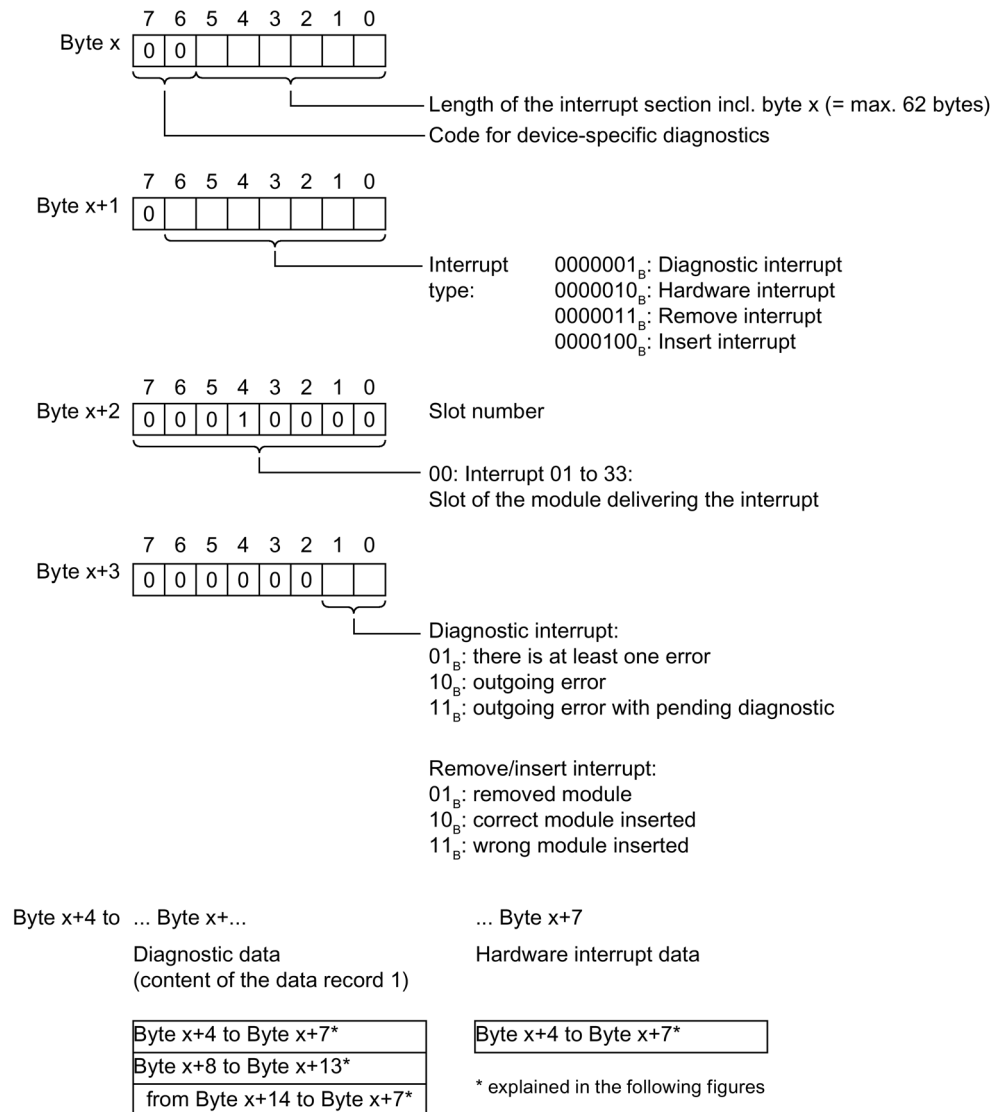 7 6 5 4 3 2 1 0
Byte x 0 0
Length of the interrupt section incl. byte x (= max. 62 bytes)
Code for device-specific diagnostics
7 6 5 4 3 2 1 0
Byte x+1 0
Interrupt 0000001B: Diagnostic interrupt
type: 0000010B: Hardware interrupt
0000011B: Remove interrupt
0000100B: Insert interrupt
7 6 5 4 3 2 1 0
Byte x+2 0 0 0 1 0 0 0 0 Slot number
00: Interrupt 01 to 33:
Slot of the module delivering the interrupt
7 6 5 4 3 2 1 0
Byte x+3 0 0 0 0 0 0
Diagnostic interrupt:
01B: there is at least one error
10B: outgoing error
11B: outgoing error with pending diagnostic
Remove/insert interrupt:
01B: removed module
10B: correct module inserted
11B: wrong module inserted
Byte x+4 to ... Byte x+... ... Byte x+7
Diagnostic data Hardware interrupt data
(content of the data record 1)
Byte x+4 to Byte x+7* Byte x+4 to Byte x+7*
Byte x+8 to Byte x+13*
* explained in the following figures
from Byte x+14 to Byte x+7*